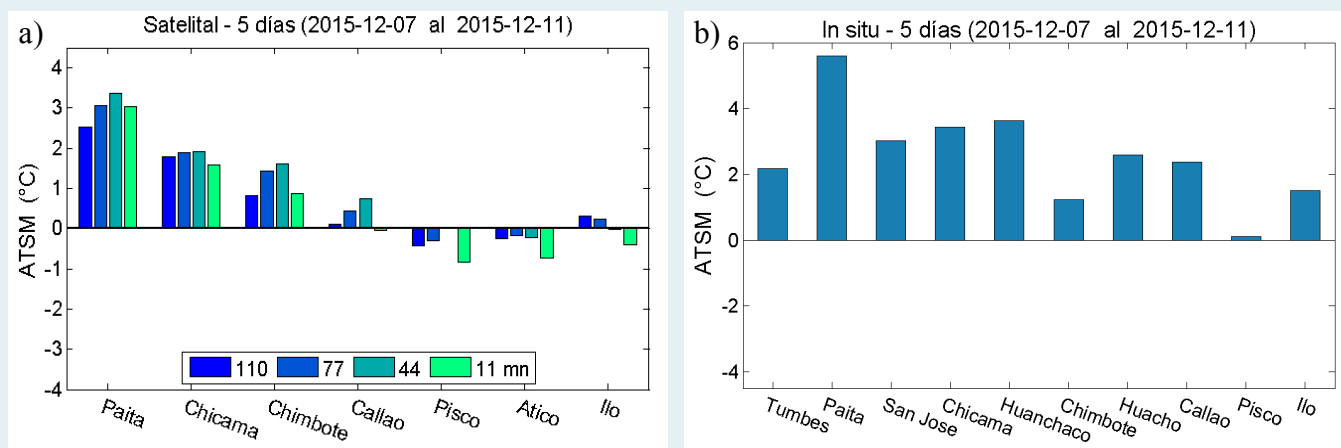 a)
Satelital - 5 días (2015-12-07 al 2015-12-11)
ATSM (°C)
4
3
2
1
0
-1
-2
-3
-4
110 77 44 11 mn
Paita Chicama Chimbote Callao Pisco Atico Ilo
b)
In situ - 5 días (2015-12-07 al 2015-12-11)
ATSM (°C)
6
4
2
0
-2
-4
Tumbes Paita San Jose Chicama Huanchaco Chimbote Huacho Callao Pisco Ilo